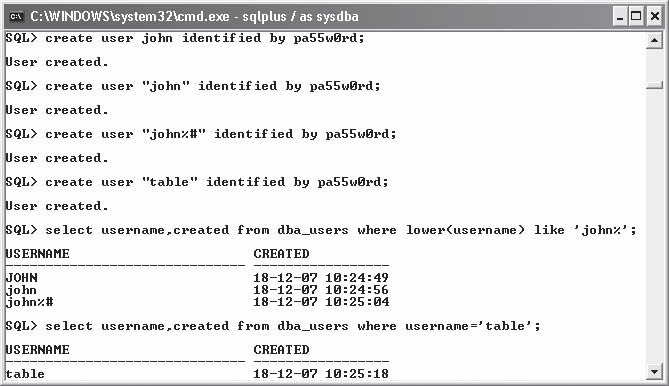 C:\WINDOWS\system32\cmd.exe - sqlplus / as sysdba
SQL> create user john identified by pa55w0rd;
User created.
SQL> create user "john" identified by pa55w0rd;
User created.
SQL> create user "john%#" identified by pa55w0rd;
User created.
SQL> create user "table" identified by pa55w0rd;
User created.
SQL> select username,created from dba_users where lower(username) like 'john%';
USERNAME CREATED
------------------------------ -----------------
JOHN 18-12-07 10:24:49
john 18-12-07 10:24:56
john%# 18-12-07 10:25:04
SQL> select username,created from dba_users where username='table';
USERNAME CREATED
------------------------------ -----------------
table 18-12-07 10:25:18